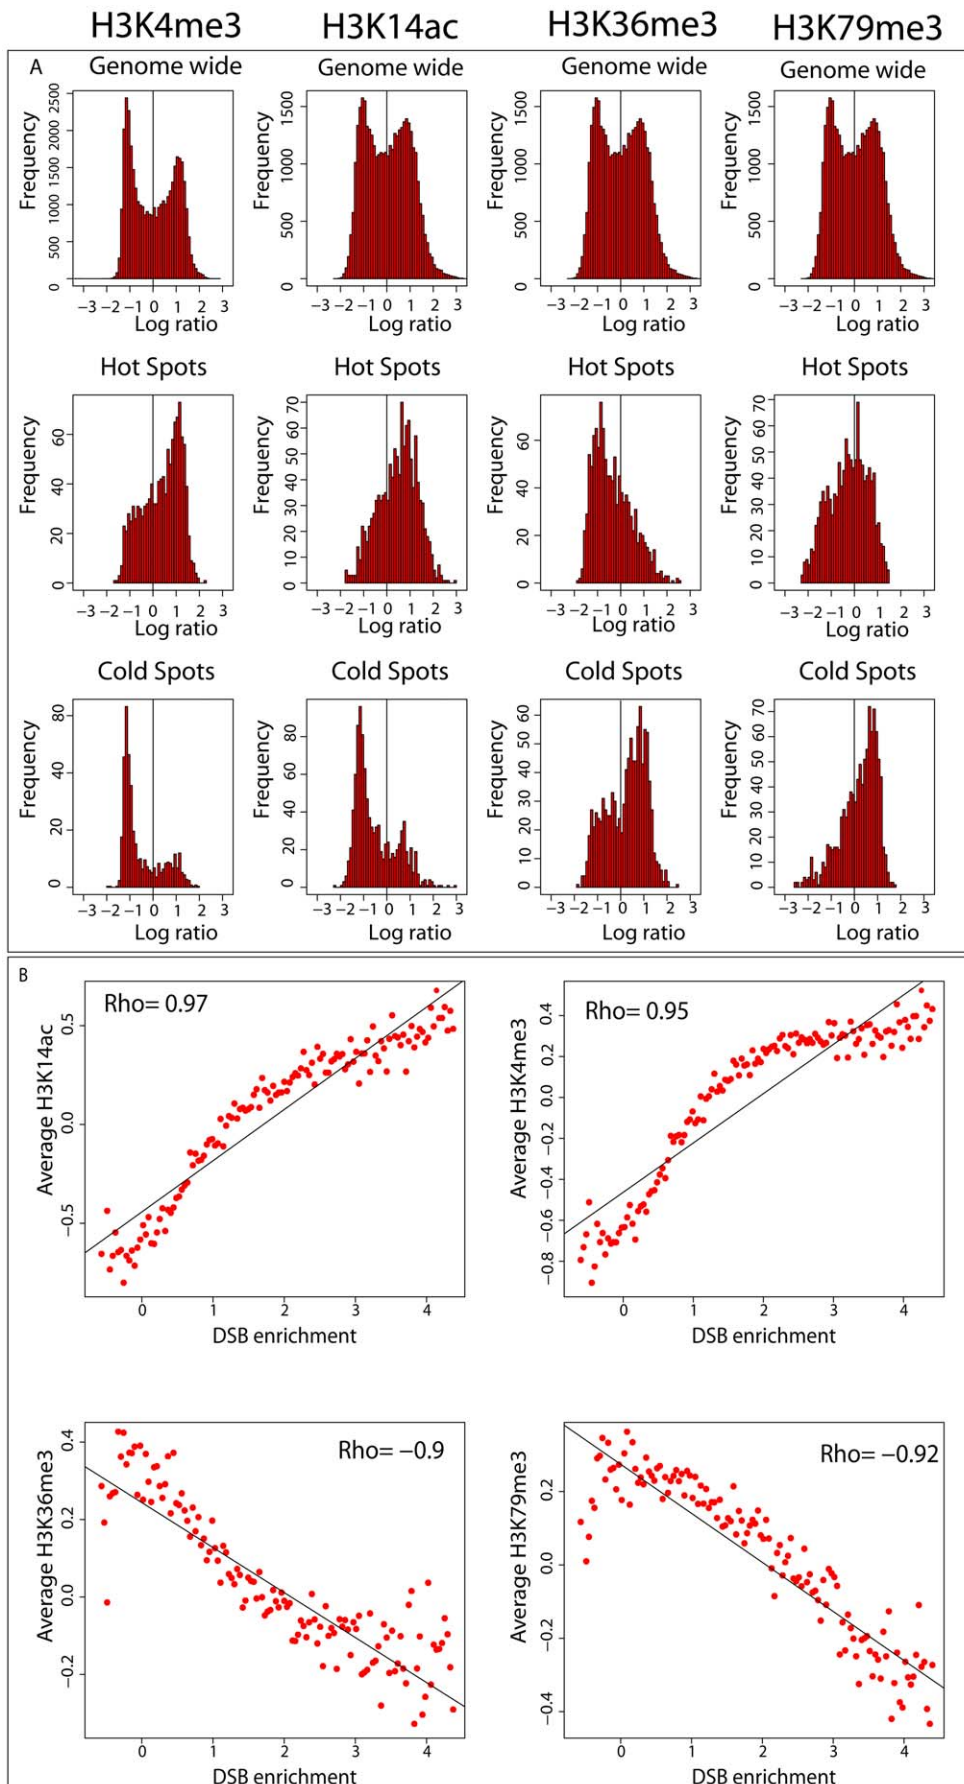 H3K4me3 H3K14ac H3K36me3 H3K79me3
A
Genome wide Genome wide Genome wide Genome wide
Frequency Frequency Frequency Frequency
0 500 1000 1500 2000 2500
0 500 1000 1500
0 500 1000 1500
0 500 1000 1500
−3 −2 −1 0 1 2 3 −3 −2 −1 0 1 2 3 −3 −2 −1 0 1 2 3 −3 −2 −1 0 1 2 3
Log ratio Log ratio Log ratio Log ratio
Hot Spots Hot Spots Hot Spots Hot Spots
Frequency Frequency Frequency Frequency
0 20 40 60
0 10 20 30 40 50 60 70
0 20 40 60
0 10 20 30 40 50 60 70
−3 −2 −1 0 1 2 3 −3 −2 −1 0 1 2 3 −3 −2 −1 0 1 2 3 −3 −2 −1 0 1 2 3
Log ratio Log ratio Log ratio Log ratio
Cold Spots Cold Spots Cold Spots Cold Spots
Frequency Frequency Frequency Frequency
0 20 40 80
0 20 40 60 80
0 10 20 30 40 50 60
0 10 20 30 40 50 60 70
−3 −2 −1 0 1 2 3 −3 −2 −1 0 1 2 3 −3 −2 −1 0 1 2 3 −3 −2 −1 0 1 2 3
Log ratio Log ratio Log ratio Log ratio
B
Rho= 0.97
Average H3K14ac
−0.5 0.0 0.5
0 1 2 3 4
DSB enrichment
Rho= 0.95
Average H3K4me3
−0.8 −0.6 −0.4 −0.2 0.0 0.2 0.4
0 1 2 3 4
DSB enrichment
Rho= −0.9
Average H3K36me3
−0.2 0.0 0.2 0.4
0 1 2 3 4
DSB enrichment
Rho= −0.92
Average H3K79me3
−0.4 −0.2 0.0 0.2
0 1 2 3 4
DSB enrichment